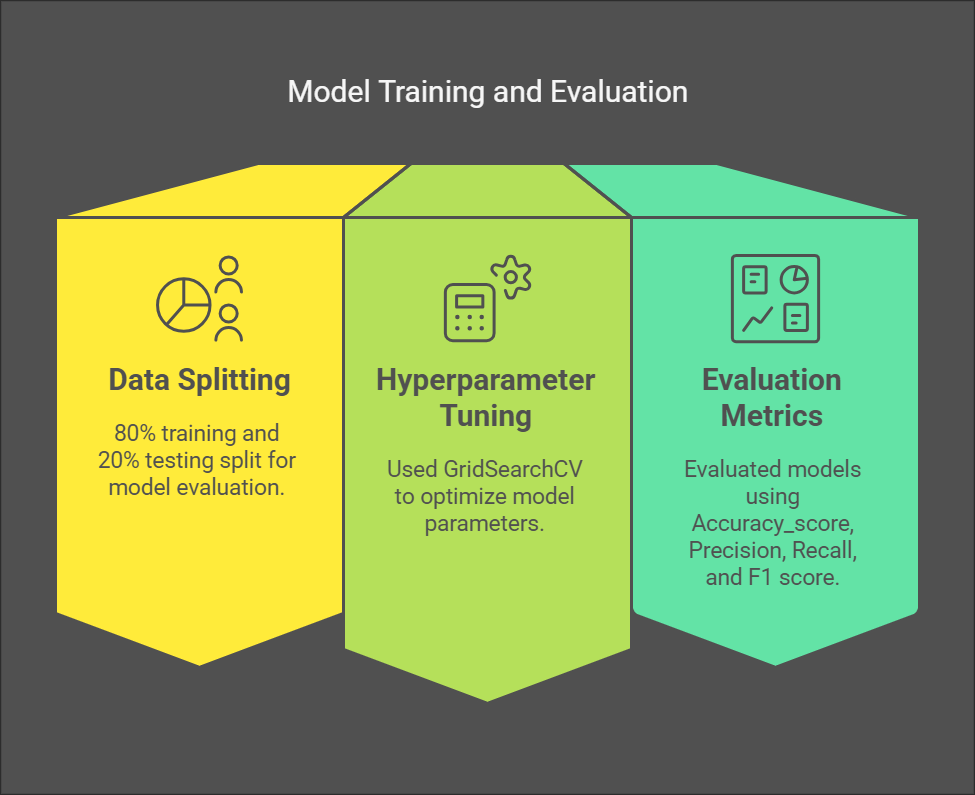 Model Training and Evaluation
Data Splitting
80% training and
20% testing split for
model evaluation.
Hyperparameter
Tuning
Used GridSearchCV
to optimize model
parameters.
Evaluation
Metrics
Evaluated models
using
Accuracy_score,
Precision, Recall,
and F1 score.